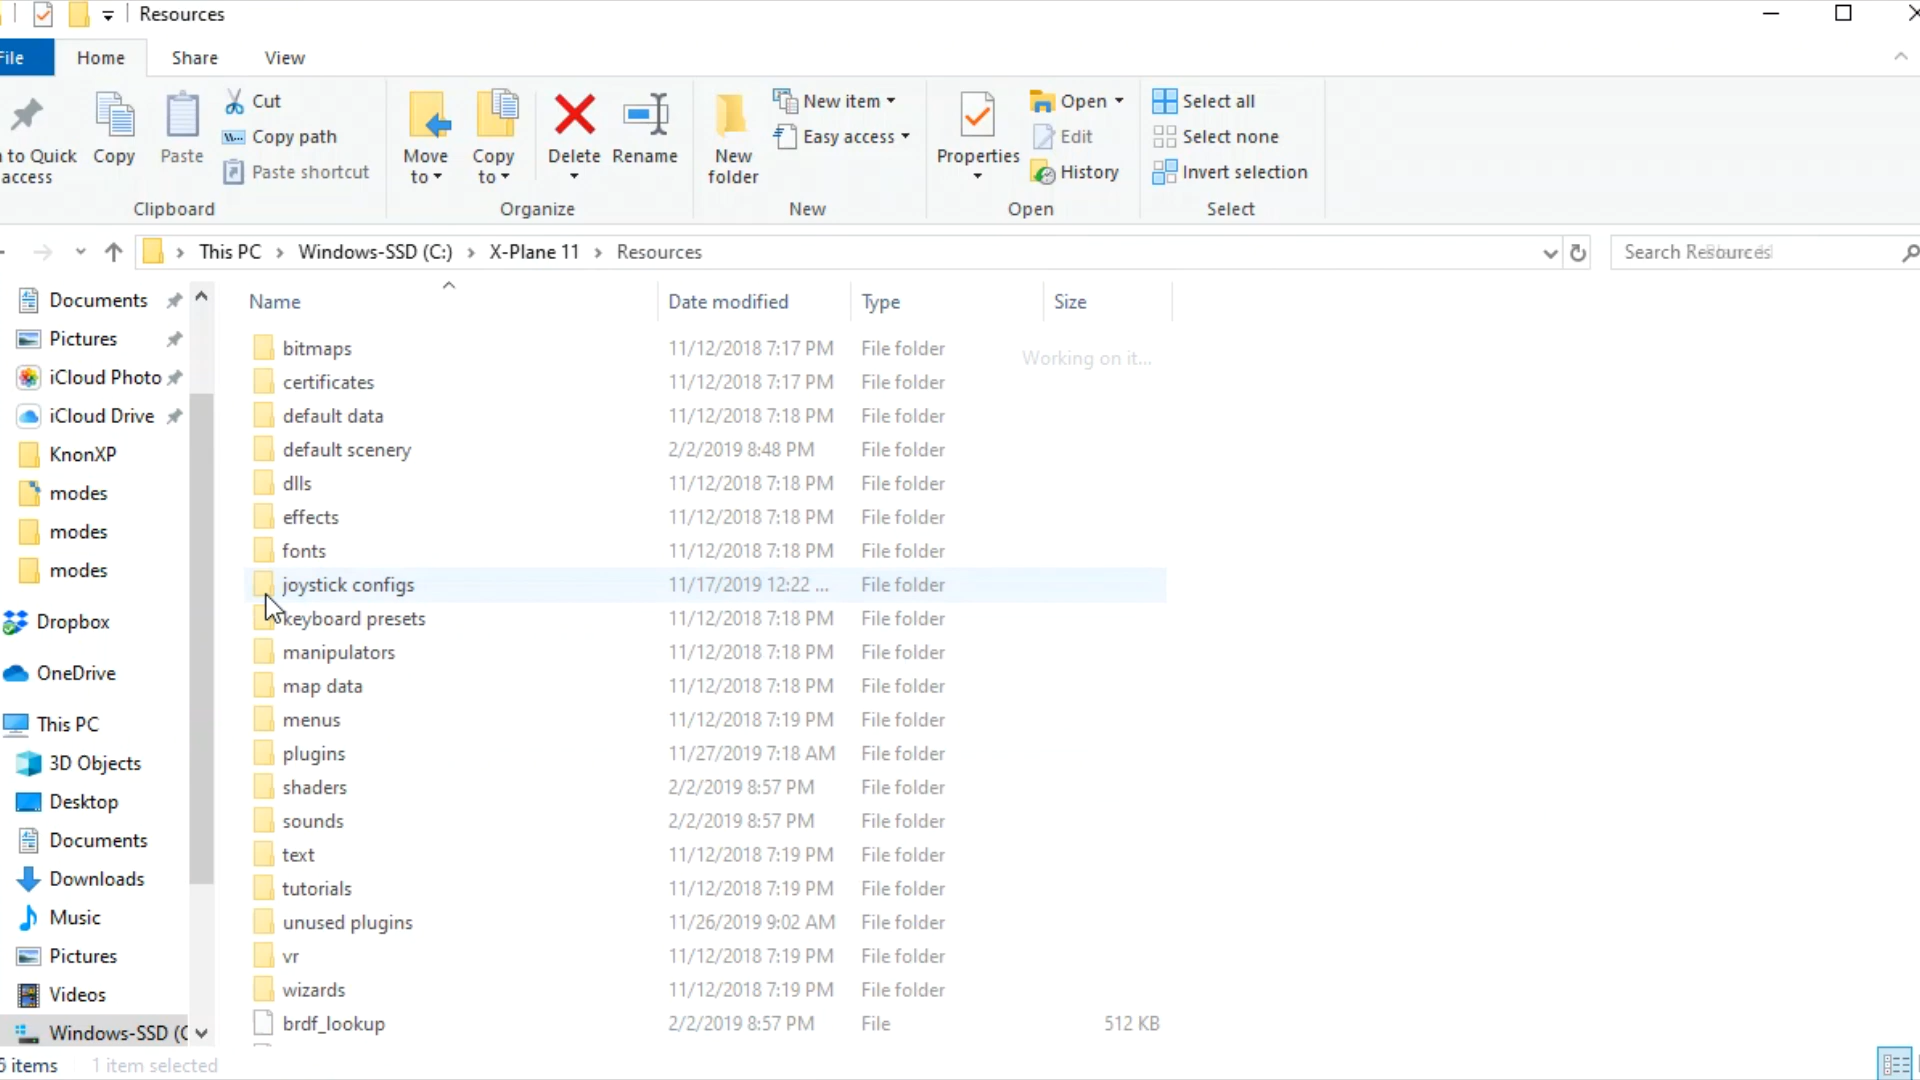 Resources
File Home Share View
to Quick access
Copy
Paste
Cut
Copy path
Paste shortcut
Clipboard
Move to
Copy to
Delete
Rename
Organize
New folder
New item
Easy access
New
Properties
Open
Edit
History
Open
Select all
Select none
Invert selection
Select
This PC > Windows-SSD (C:) > X-Plane 11 > Resources
Search Resources
Documents
Pictures
iCloud Photo
iCloud Drive
KnonXP
modes
modes
modes
Dropbox
OneDrive
This PC
3D Objects
Desktop
Documents
Downloads
Music
Pictures
Videos
Windows-SSD (C
Name Date modified Type Size
Working on it...
bitmaps 11/12/2018 7:17 PM File folder
certificates 11/12/2018 7:17 PM File folder
default data 11/12/2018 7:18 PM File folder
default scenery 2/2/2019 8:48 PM File folder
dlls 11/12/2018 7:18 PM File folder
effects 11/12/2018 7:18 PM File folder
fonts 11/12/2018 7:18 PM File folder
joystick configs 11/17/2019 12:22 ... File folder
keyboard presets 11/12/2018 7:18 PM File folder
manipulators 11/12/2018 7:18 PM File folder
map data 11/12/2018 7:18 PM File folder
menus 11/12/2018 7:19 PM File folder
plugins 11/27/2019 7:18 AM File folder
shaders 2/2/2019 8:57 PM File folder
sounds 2/2/2019 8:57 PM File folder
text 11/12/2018 7:19 PM File folder
tutorials 11/12/2018 7:19 PM File folder
unused plugins 11/26/2019 9:02 AM File folder
vr 11/12/2018 7:19 PM File folder
wizards 11/12/2018 7:19 PM File folder
brdf_lookup 2/2/2019 8:57 PM File 512 KB
items 1 item selected